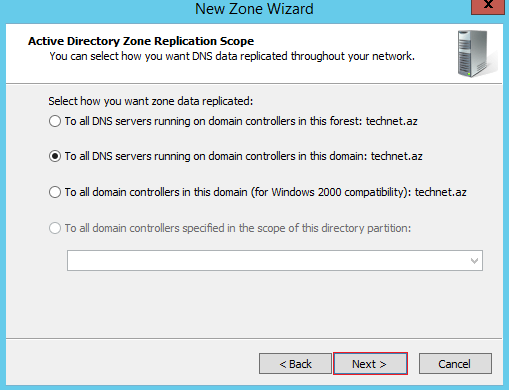 New Zone Wizard
x
Active Directory Zone Replication Scope
You can select how you want DNS data replicated throughout your network.
Select how you want zone data replicated:
To all DNS servers running on domain controllers in this forest: technet.az
To all DNS servers running on domain controllers in this domain: technet.az
To all domain controllers in this domain (for Windows 2000 compatibility): technet.az
To all domain controllers specified in the scope of this directory partition:
< Back
Next >
Cancel